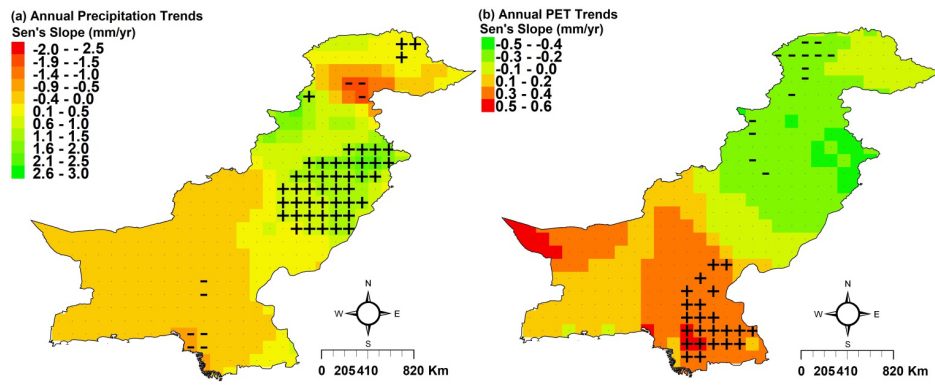 (a) Annual Precipitation Trends
Sen's Slope (mm/yr)
-2.0 - - 2.5
-1.9 - -1.5
-1.4 - -1.0
-0.9 - -0.5
-0.4 - 0.0
0.1 - 0.5
0.6 - 1.0
1.1 - 1.5
1.6 - 2.0
2.1 - 2.5
2.6 - 3.0
N
W
E
S
0 205410 820 Km
(b) Annual PET Trends
Sen's Slope (mm/yr)
-0.5 - -0.4
-0.3 - -0.2
-0.1 - 0.0
0.1 - 0.2
0.3 - 0.4
0.5 - 0.6
N
W
E
S
0 205410 820 Km